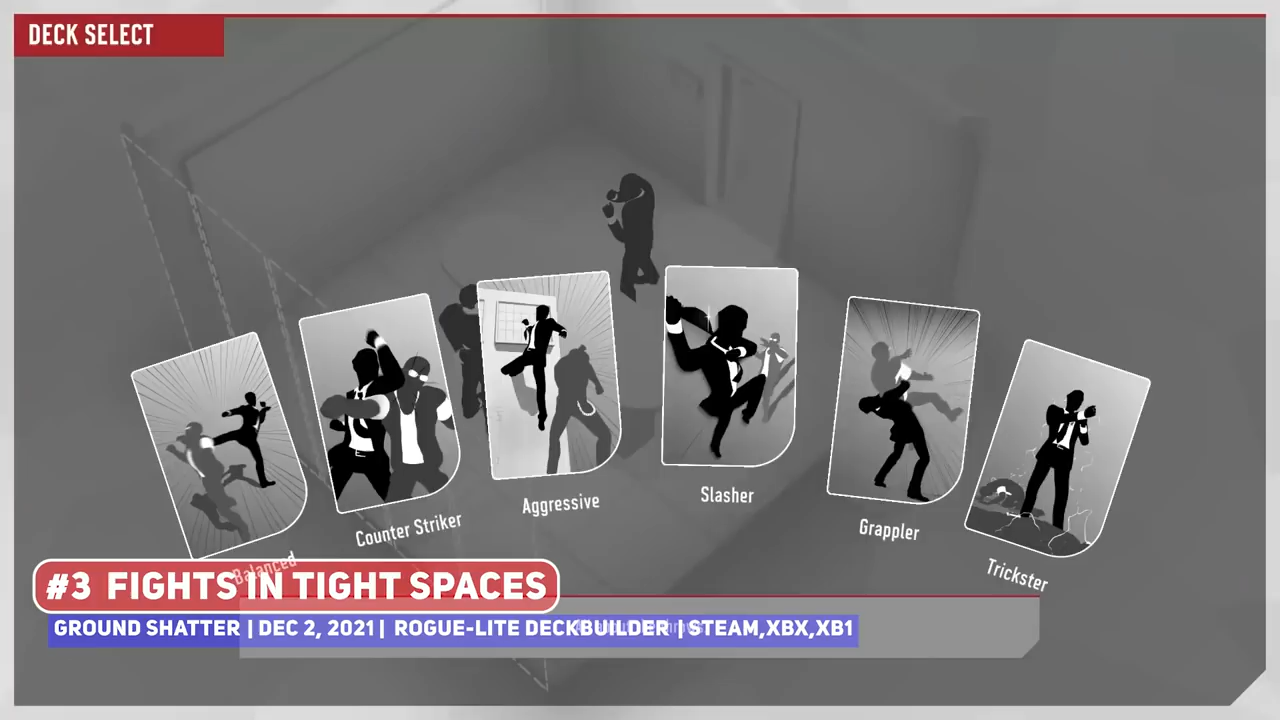 DECK SELECT
Balanced
Counter Striker
Aggressive
Slasher
Grappler
Trickster
#3 FIGHTS IN TIGHT SPACES
GROUND SHATTER | DEC 2, 2021 | ROGUE-LITE DECKBUILDER | STEAM,XBX,XB1